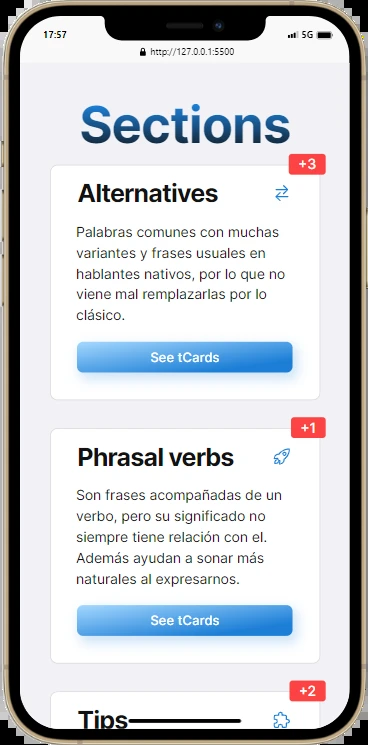 17:57
5G
http://127.0.0.1:5500
Sections
+3
Alternatives
Palabras comunes con muchas
variantes y frases usuales en
hablantes nativos, por lo que no
viene mal remplazarlas por lo
clásico.
See tCards
+1
Phrasal verbs
Son frases acompañadas de un
verbo, pero su significado no
siempre tiene relación con el.
Además ayudan a sonar más
naturales al expresarnos.
See tCards
+2
Tips